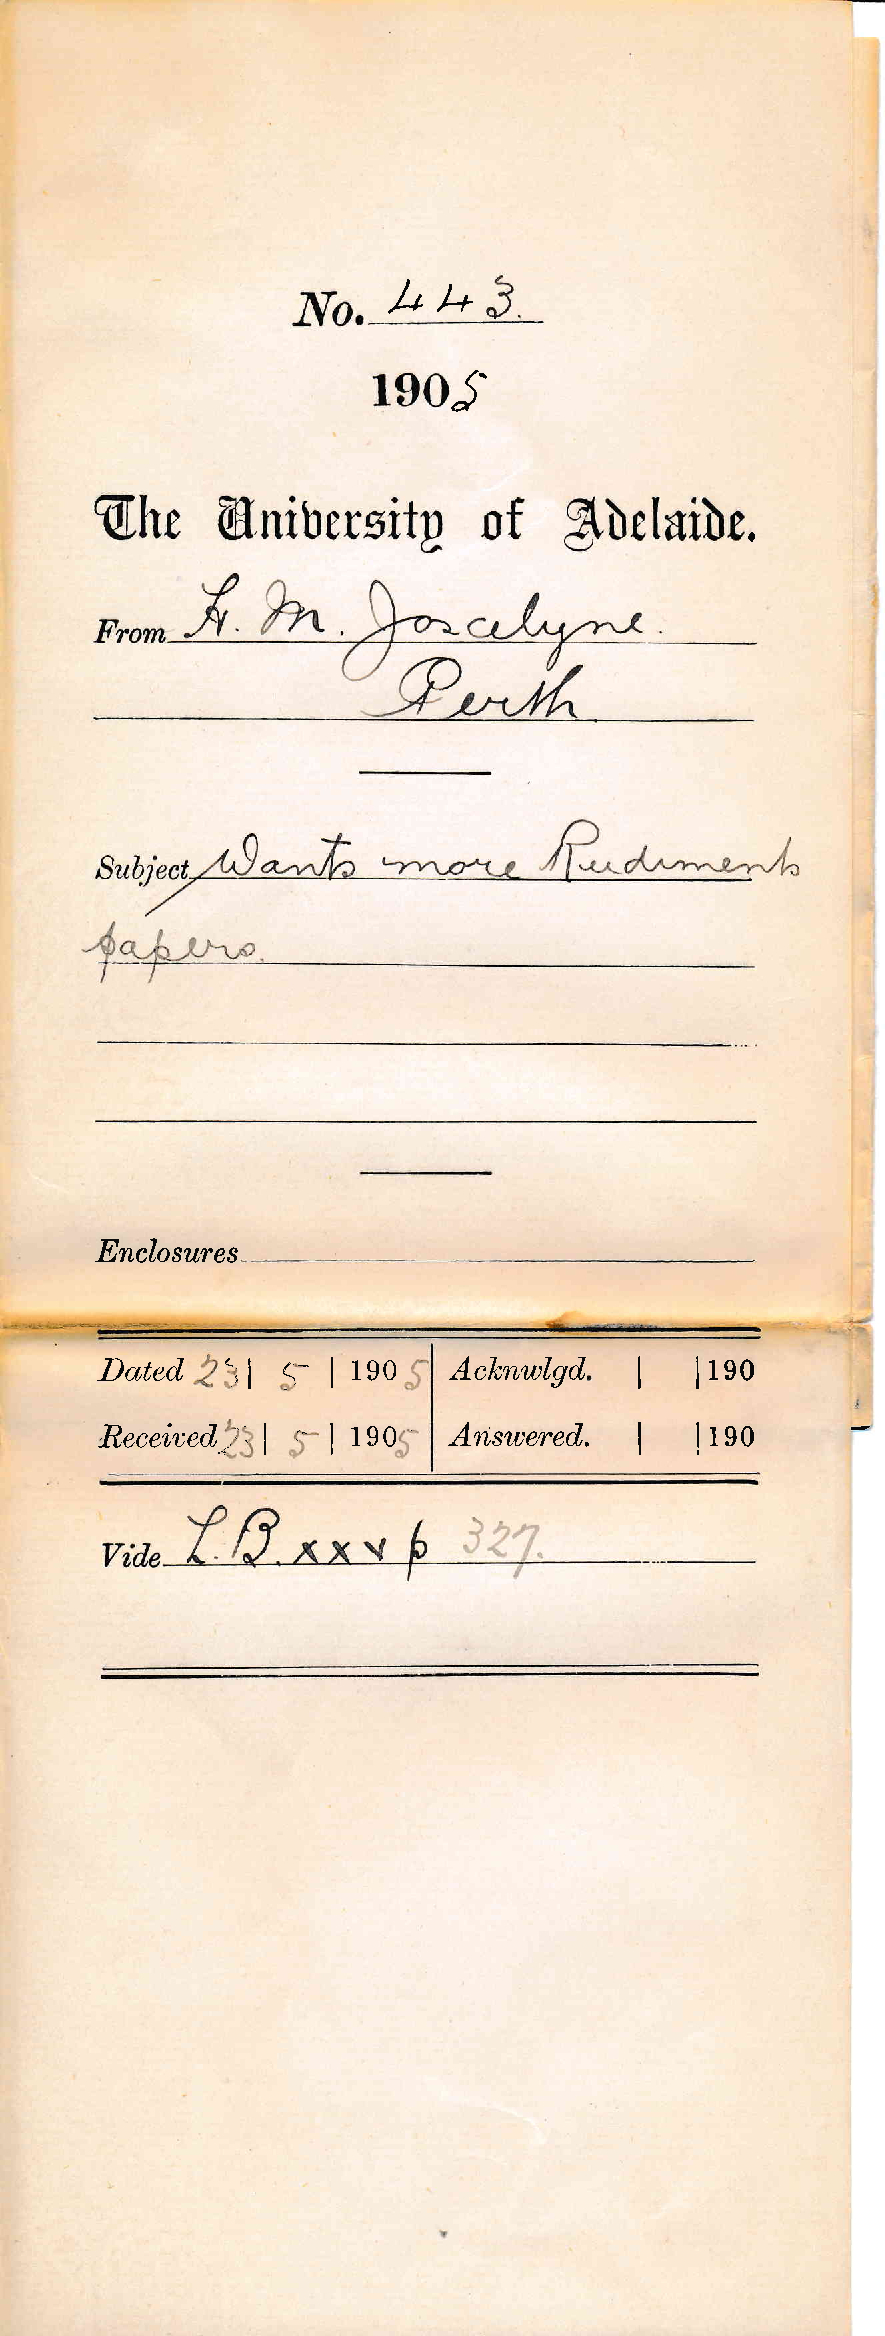 No. 443.
1905
The University of Adelaide.
From H. M. Joscelyne.
Perth
Subject Wants more Rudiments
papers.
Enclosures
Dated 23 | 5 | 1905 Acknwlgd. | | 190
Received 23 | 5 | 1905 Answered. | | 190
Vide L.B. xxv p 327.